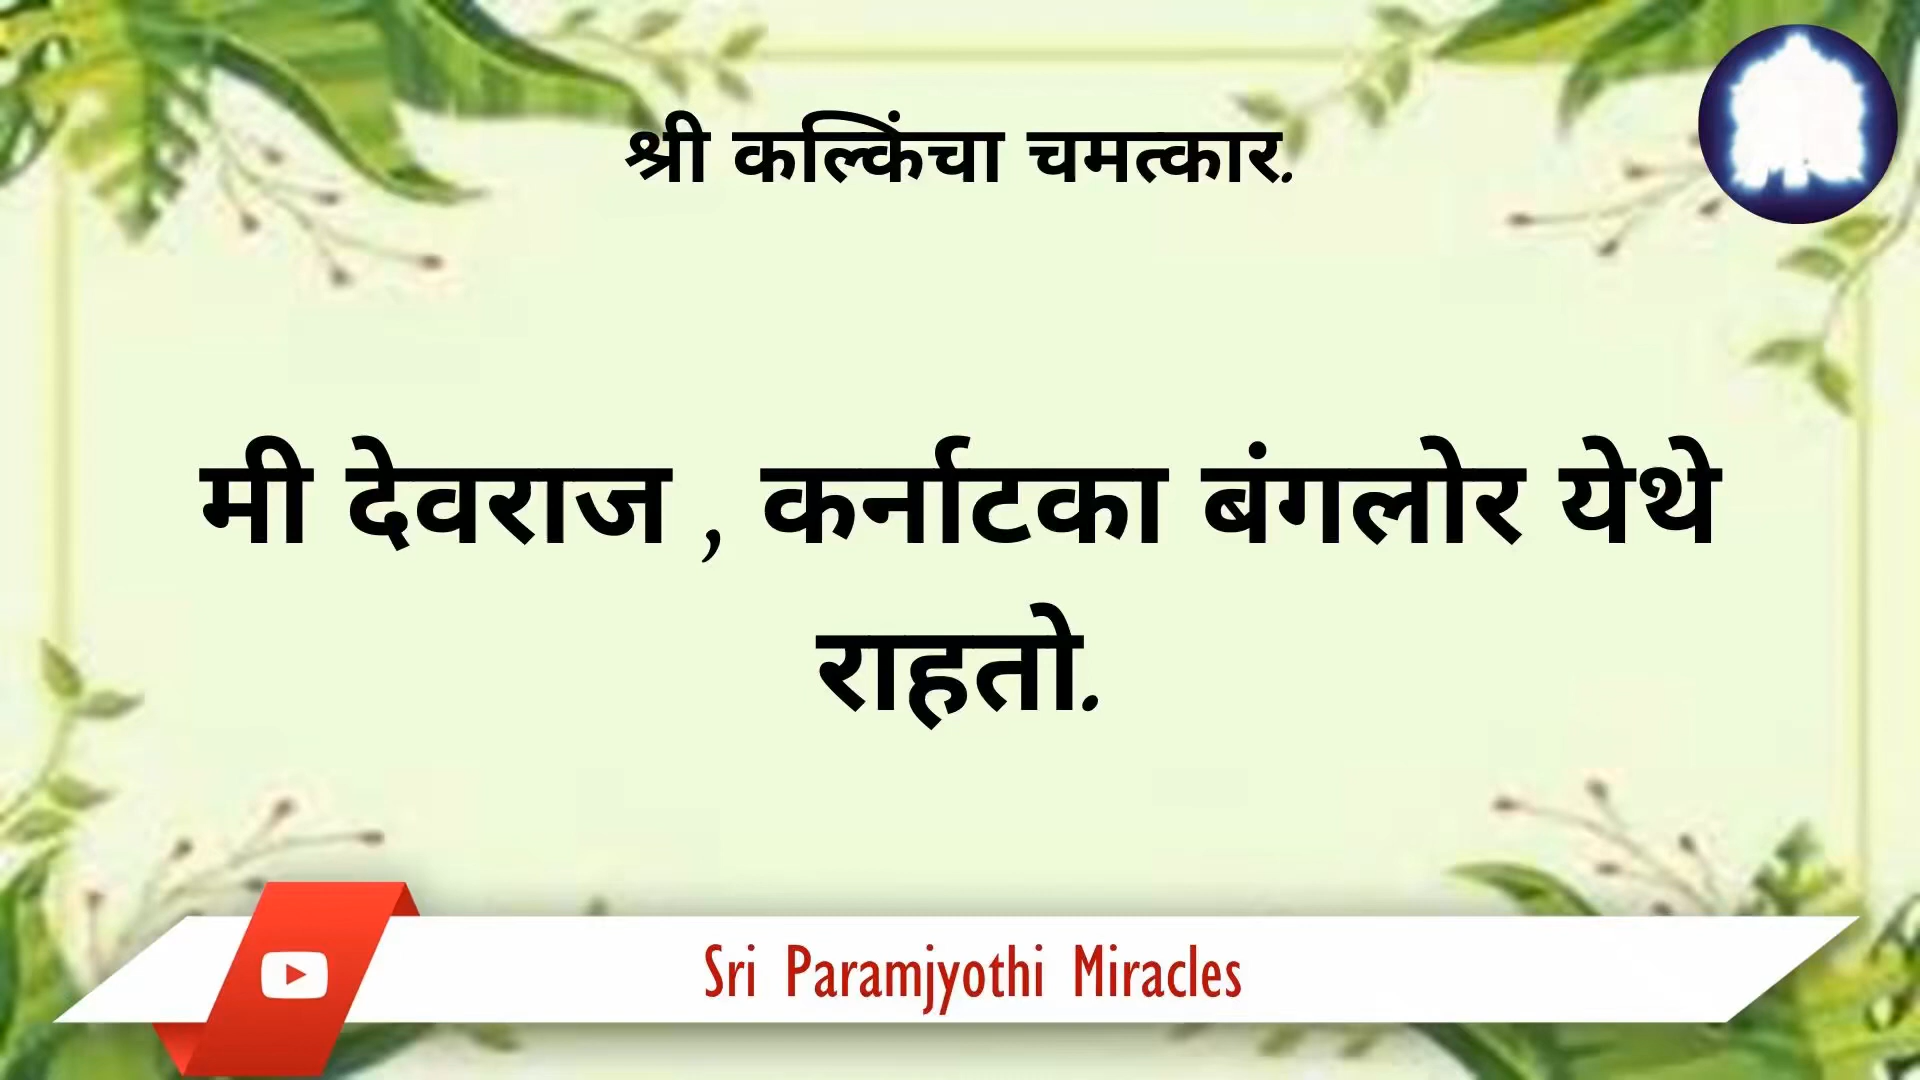 श्री कल्किंचा चमत्कार.
मी देवराज , कर्नाटका बंगलोर येथे
राहतो.
Sri Paramjyothi Miracles